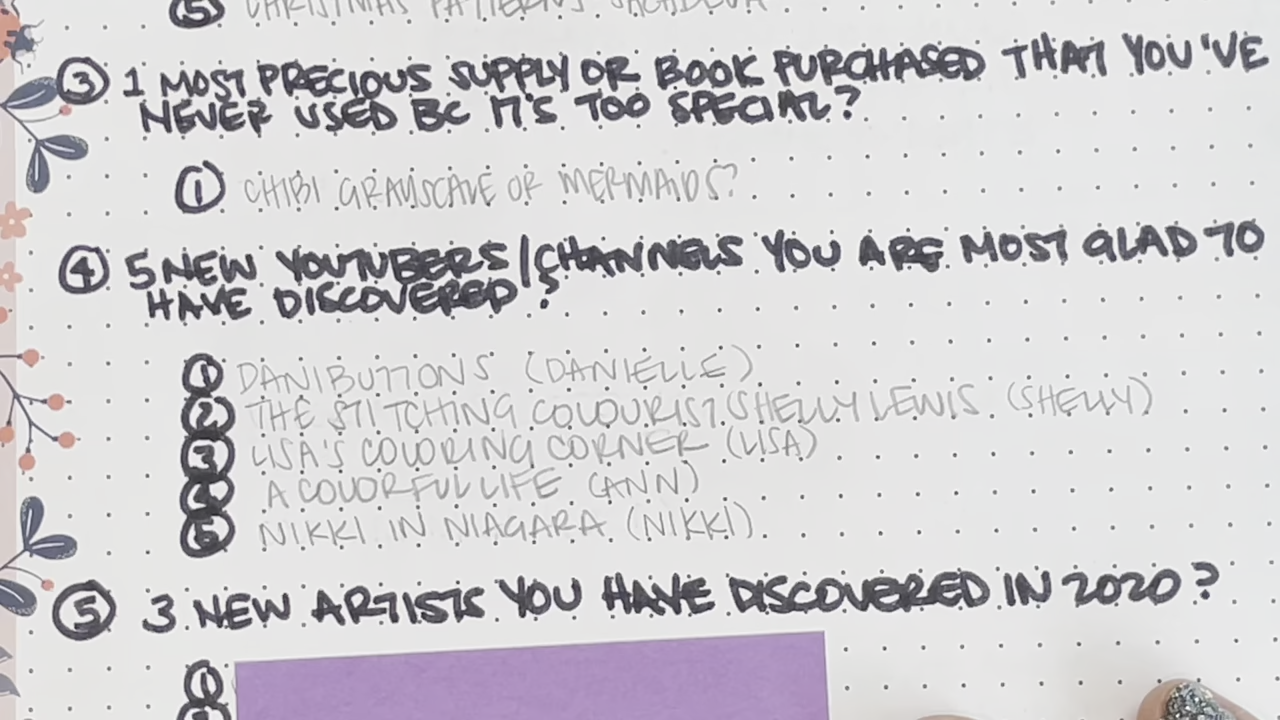 5 CHRISTMAS PATTERNS
3 1 MOST PRECIOUS SUPPLY OR BOOK PURCHASED THAT YOU'VE
NEVER USED BC IT'S TOO SPECIAL?
1 CHIBI GRAYSCALE OF MERMAIDS?
4 5 NEW YOUTUBERS/CHANNELS YOU ARE MOST GLAD TO
HAVE DISCOVERED?
1 DANIBUTTONS (DANIELLE)
2 THE STITCHING COLOURIST/SHELLY LEWIS (SHELLY)
3 LISA'S COLORING CORNER (LISA)
4 A COLORFUL LIFE (ANN)
5 NIKKI IN NIAGARA (NIKKI)
5 3 NEW ARTISTS YOU HAVE DISCOVERED IN 2020?
1